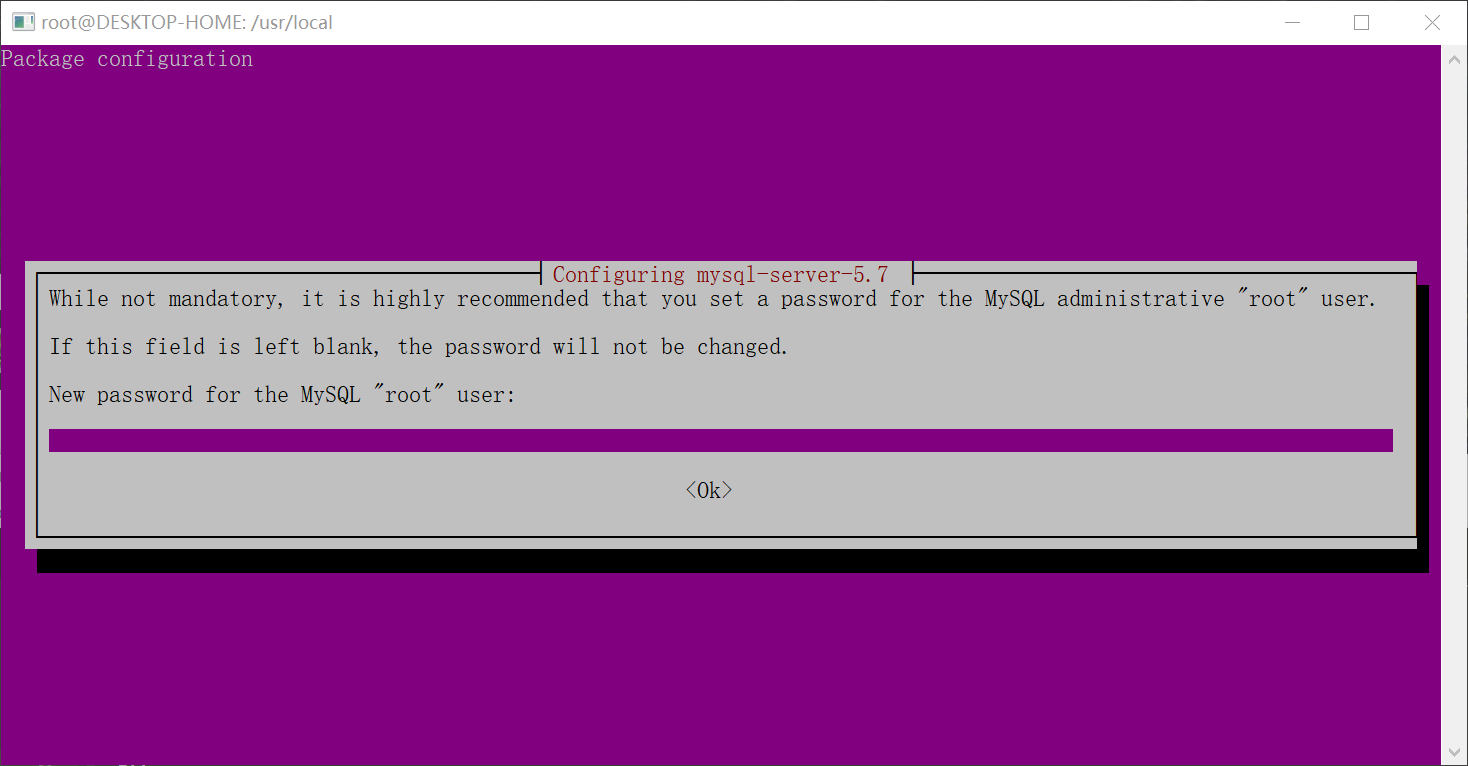 root@DESKTOP-HOME: /usr/local
Package configuration
Configuring mysql-server-5.7
While not mandatory, it is highly recommended that you set a password for the MySQL administrative "root" user.
If this field is left blank, the password will not be changed.
New password for the MySQL "root" user:
<Ok>